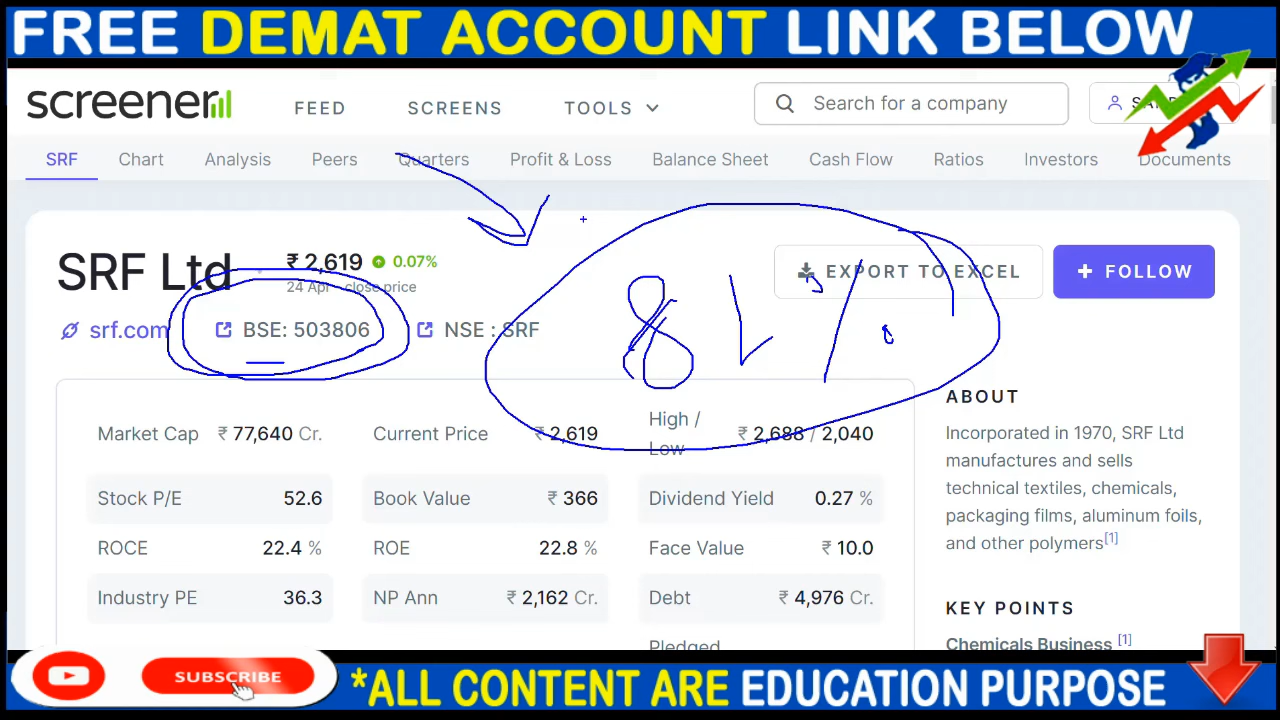 FREE DEMAT ACCOUNT LINK BELOW
screener FEED SCREENS TOOLS Search for a company
SRF Chart Analysis Peers Quarters Profit & Loss Balance Sheet Cash Flow Ratios Investors Documents
SRF Ltd ₹ 2,619 0.07%
24 Apr - close price
EXPORT TO EXCEL + FOLLOW
srf.com BSE: 503806 NSE : SRF
Market Cap ₹ 77,640 Cr. Current Price ₹ 2,619 High / Low ₹ 2,688 / 2,040
Stock P/E 52.6 Book Value ₹ 366 Dividend Yield 0.27 %
ROCE 22.4 % ROE 22.8 % Face Value ₹ 10.0
Industry PE 36.3 NP Ann ₹ 2,162 Cr. Debt ₹ 4,976 Cr.
Pledged
ABOUT
Incorporated in 1970, SRF Ltd
manufactures and sells
technical textiles, chemicals,
packaging films, aluminum foils,
and other polymers[1]
KEY POINTS
Chemicals Business [1]
SUBSCRIBE
*ALL CONTENT ARE EDUCATION PURPOSE